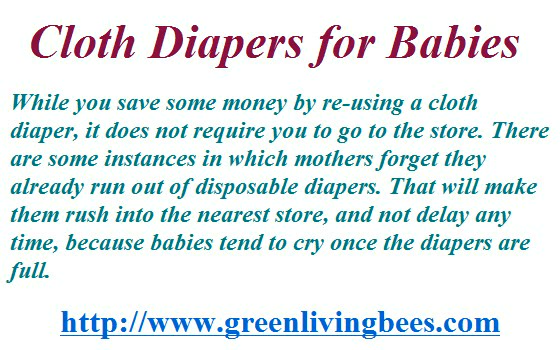 Cloth Diapers for Babies
While you save some money by re-using a cloth
diaper, it does not require you to go to the store. There
are some instances in which mothers forget they
already run out of disposable diapers. That will make
them rush into the nearest store, and not delay any
time, because babies tend to cry once the diapers are
full.
http://www.greenlivingbees.com